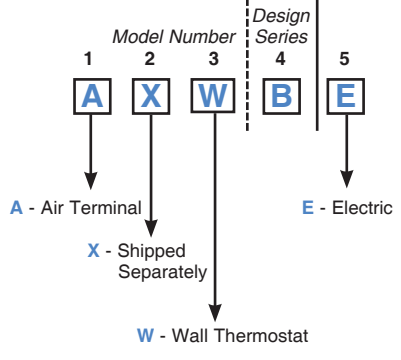 Design
Model Number Series
1 2 3 4 5
A X W B E
A - Air Terminal
E - Electric
X - Shipped
Separately
W - Wall Thermostat